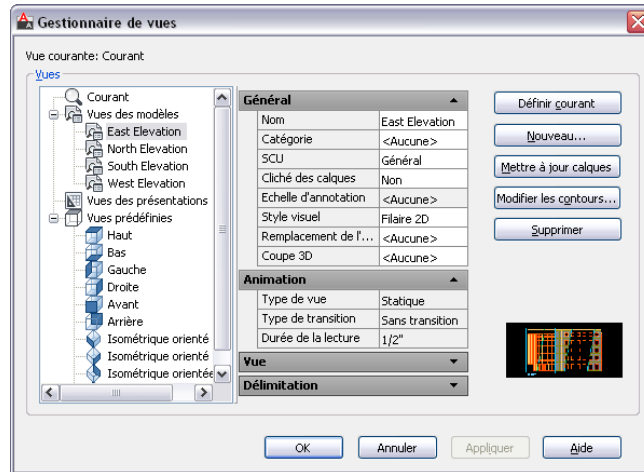 Gestionnaire de vues
Vue courante: Courant
Vues
Courant
Vues des modèles
East Elevation
North Elevation
South Elevation
West Elevation
Vues des présentations
Vues prédéfinies
Haut
Bas
Gauche
Droite
Avant
Arrière
Isométrique orienté
Isométrique orienté
Isométrique orientée
Général
Nom East Elevation
Catégorie <Aucune>
SCU Général
Cliché des calques Non
Echelle d'annotation <Aucune>
Style visuel Filaire 2D
Remplacement de l'... <Aucune>
Coupe 3D <Aucune>
Animation
Type de vue Statique
Type de transition Sans transition
Durée de la lecture 1/2"
Vue
Délimitation
Définir courant
Nouveau...
Mettre à jour calques
Modifier les contours...
Supprimer
OK
Annuler
Appliquer
Aide